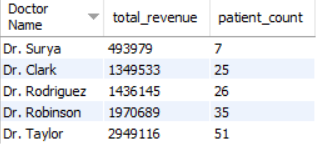 Doctor Name total_revenue patient_count
Dr. Surya 493979 7
Dr. Clark 1349533 25
Dr. Rodriguez 1436145 26
Dr. Robinson 1970689 35
Dr. Taylor 2949116 51